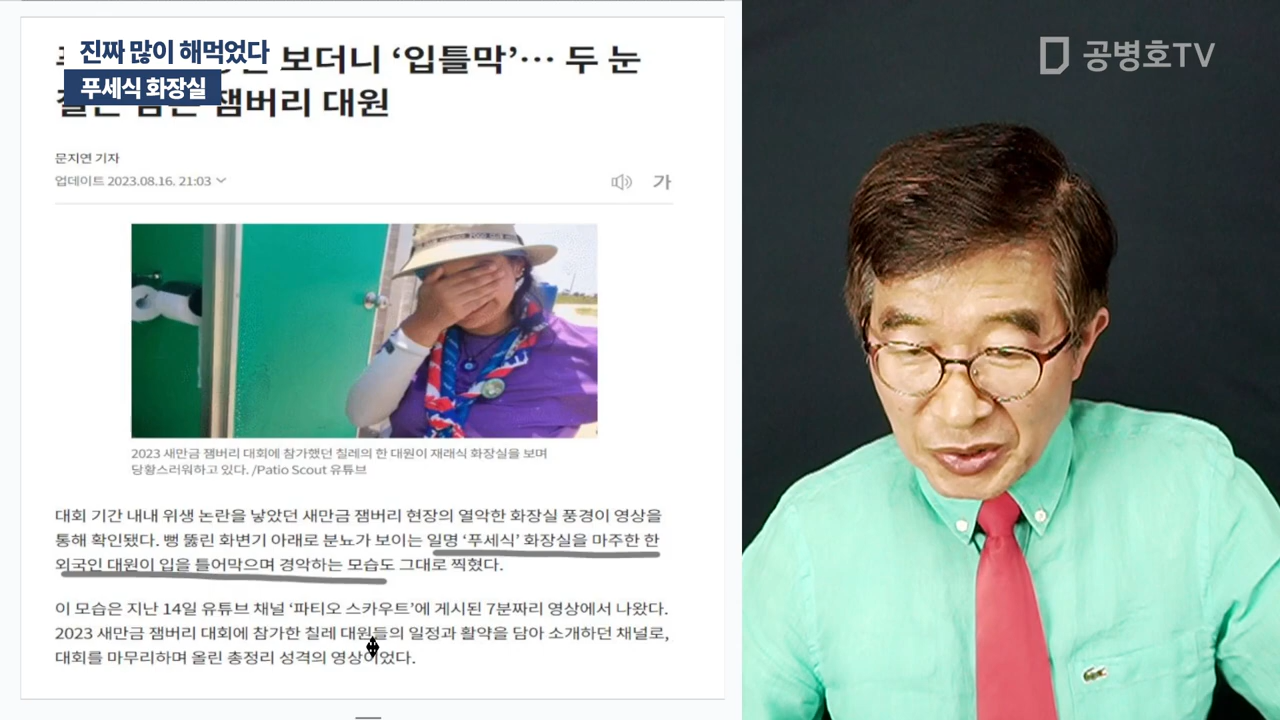 진짜 많이 해먹었다
푸세식 화장실
보더니 ‘입틀막’… 두 눈
잼버리 대원
문지연 기자
업데이트 2023.08.16. 21:03
가
2023 새만금 잼버리 대회에 참가했던 칠레의 한 대원이 재래식 화장실을 보며
당황스러워하고 있다. /Patio Scout 유튜브
대회 기간 내내 위생 논란을 낳았던 새만금 잼버리 현장의 열악한 화장실 풍경이 영상을
통해 확인됐다. 뻥 뚫린 화변기 아래로 분뇨가 보이는 일명 ‘푸세식’ 화장실을 마주한 한
외국인 대원이 입을 틀어막으며 경악하는 모습도 그대로 찍혔다.
이 모습은 지난 14일 유튜브 채널 ‘파티오 스카우트’에 게시된 7분짜리 영상에서 나왔다.
2023 새만금 잼버리 대회에 참가한 칠레 대원들의 일정과 활약을 담아 소개하던 채널로,
대회를 마무리하며 올린 총정리 성격의 영상이었다.
공병호TV